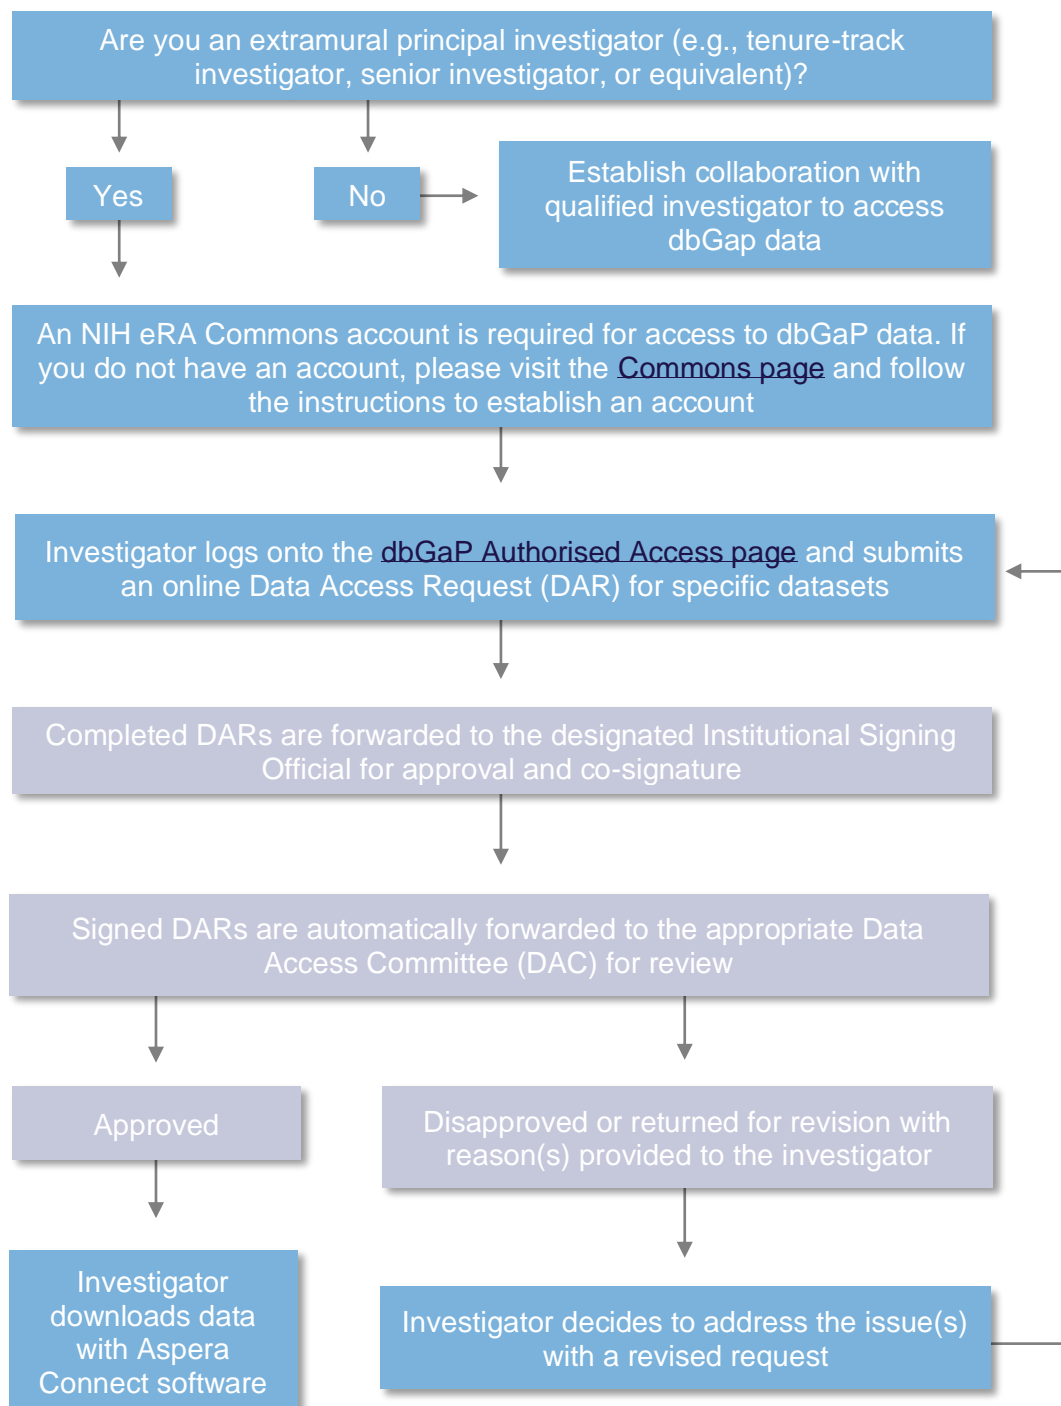 Are you an extramural principal investigator (e.g., tenure-track
investigator, senior investigator, or equivalent)?
Yes
No
Establish collaboration with
qualified investigator to access
dbGap data
An NIH eRA Commons account is required for access to dbGaP data. If
you do not have an account, please visit the Commons page and follow
the instructions to establish an account
Investigator logs onto the dbGaP Authorised Access page and submits
an online Data Access Request (DAR) for specific datasets
Completed DARs are forwarded to the designated Institutional Signing
Official for approval and co-signature
Signed DARs are automatically forwarded to the appropriate Data
Access Committee (DAC) for review
Approved
Disapproved or returned for revision with
reason(s) provided to the investigator
Investigator
downloads data
with Aspera
Connect software
Investigator decides to address the issue(s)
with a revised request